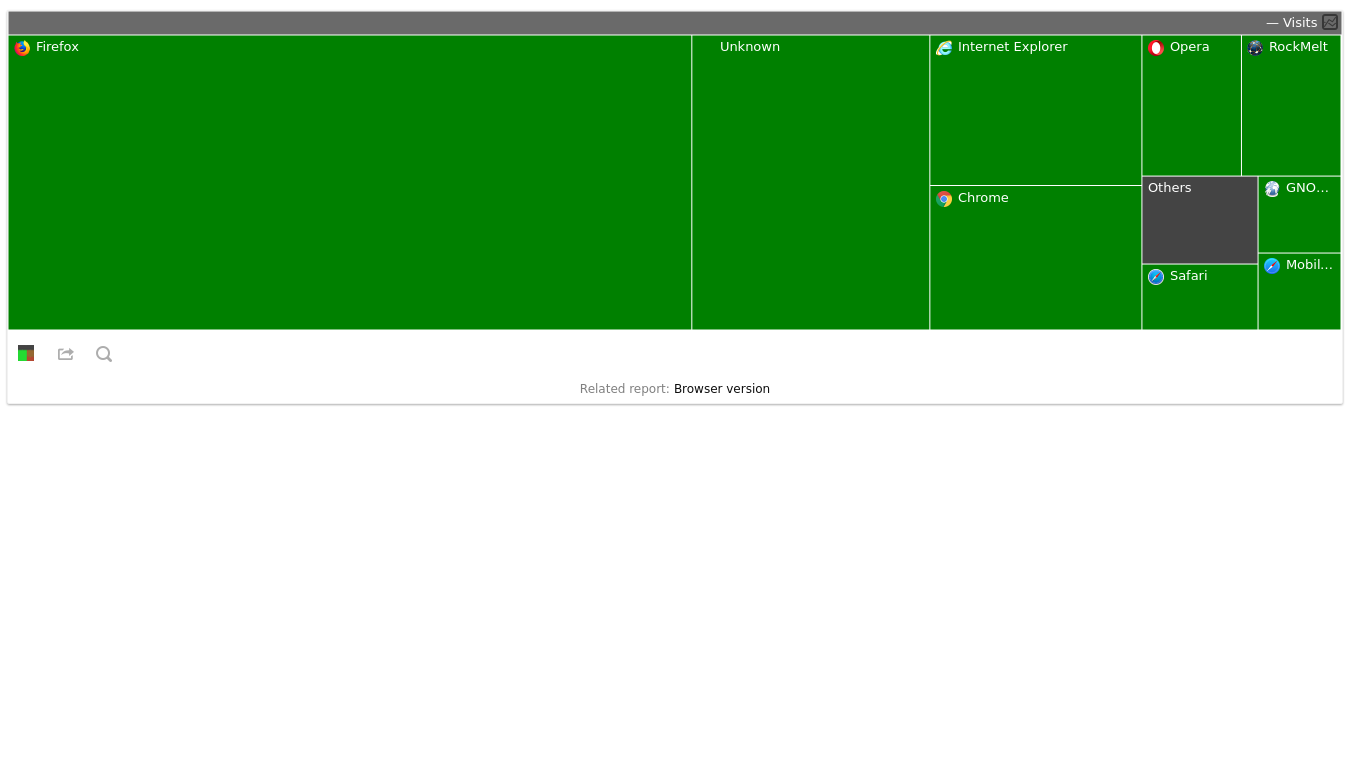 — Visits
Firefox
Unknown
Internet Explorer
Opera
RockMelt
Chrome
Others
GNO...
Mobil...
Safari
Related report: Browser version